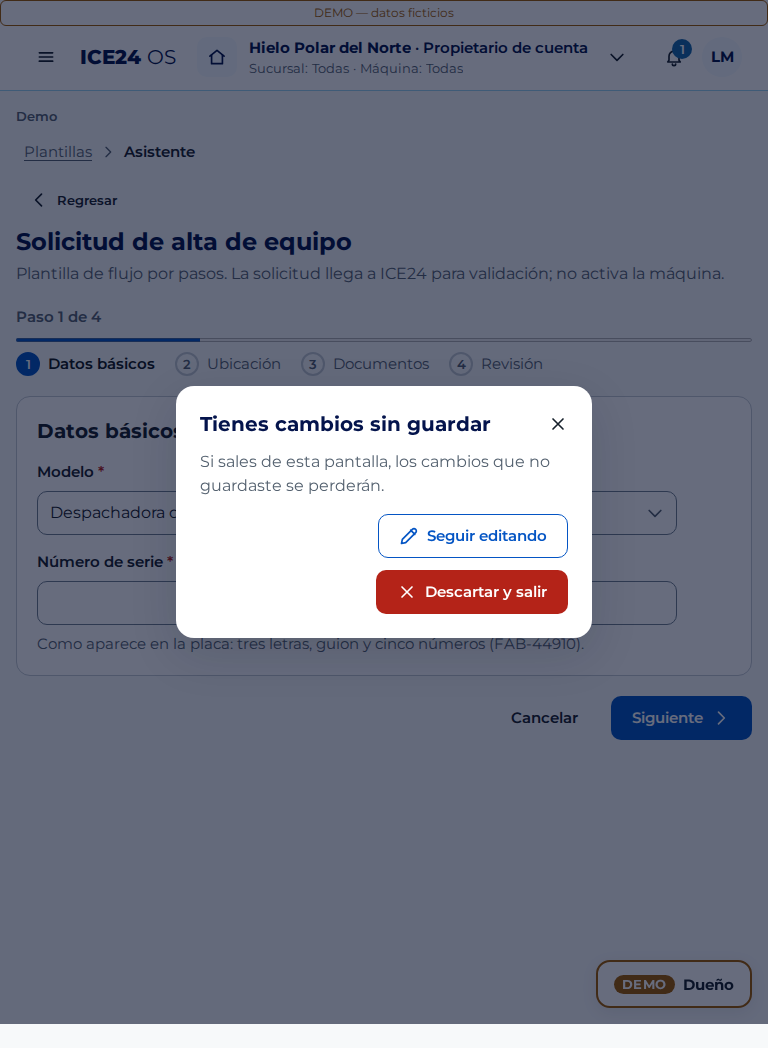 DEMO — datos ficticios
ICE24 OS
Hielo Polar del Norte · Propietario de cuenta
Sucursal: Todas · Máquina: Todas
1
LM
Demo
Plantillas
Asistente
Regresar
Solicitud de alta de equipo
Plantilla de flujo por pasos. La solicitud llega a ICE24 para validación; no activa la máquina.
Paso 1 de 4
1 Datos básicos 2 Ubicación 3 Documentos 4 Revisión
Datos básicos
Modelo *
Despachadora
Número de serie *
Como aparece en la placa: tres letras, guion y cinco números (FAB-44910).
Tienes cambios sin guardar
Si sales de esta pantalla, los cambios que no
guardaste se perderán.
Seguir editando
Descartar y salir
Cancelar
Siguiente
DEMO Dueño